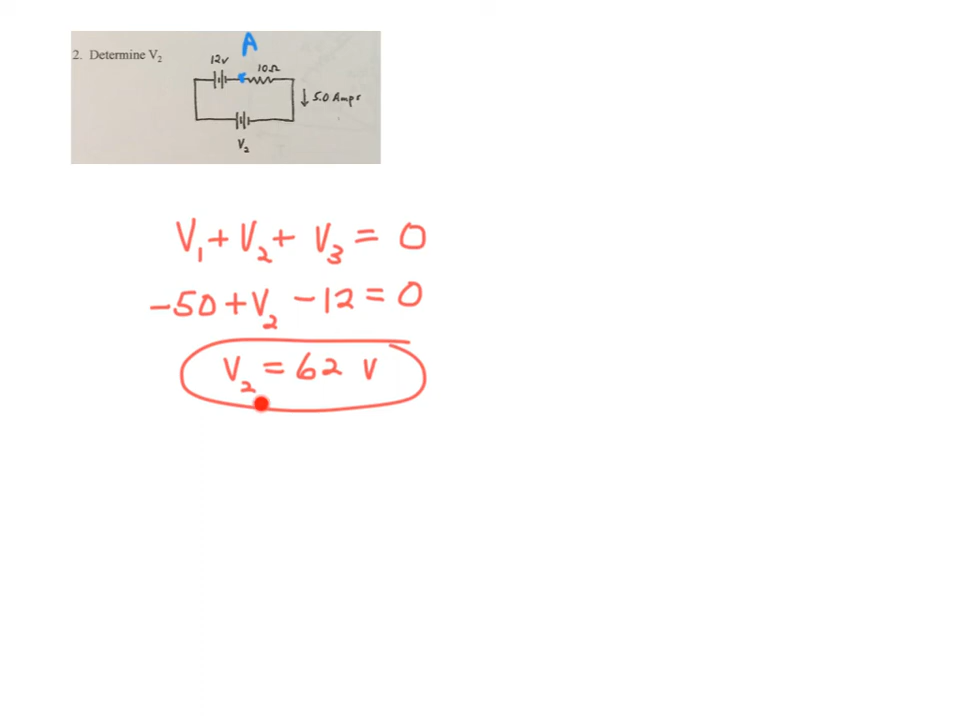 A
2. Determine V₂
12V
10Ω
↓ 5.0 Amps
V₂
V₁ + V₂ + V₃ = 0
-50 + V₂ - 12 = 0
V₂ = 62 V